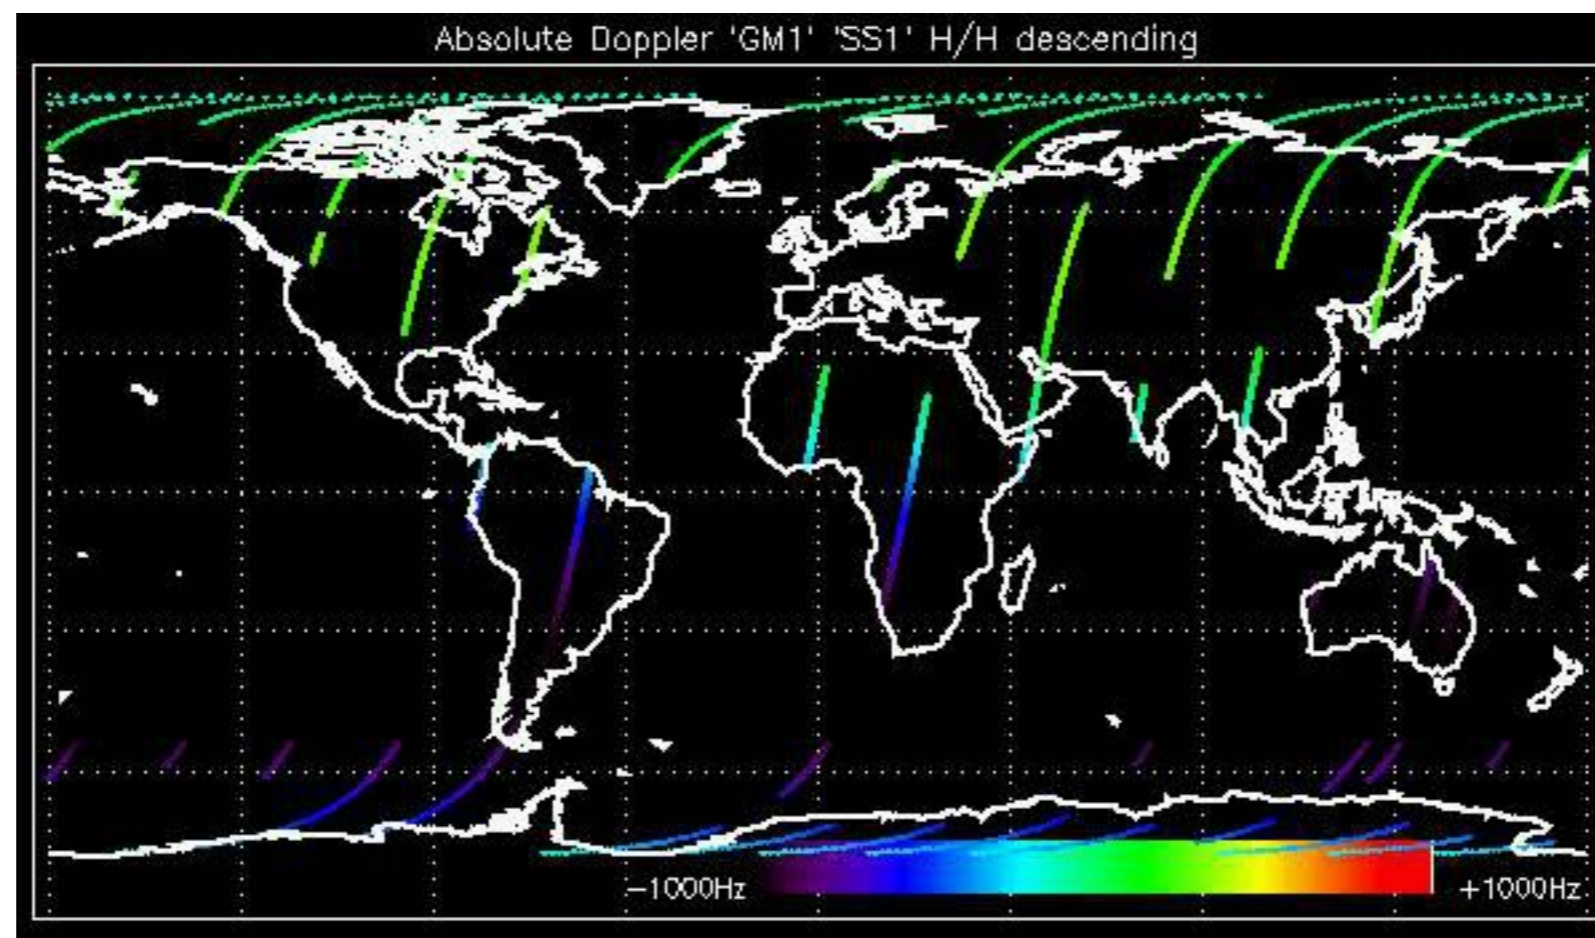 Absolute Doppler 'GM1' 'SS1' H/H descending
-1000Hz +1000Hz